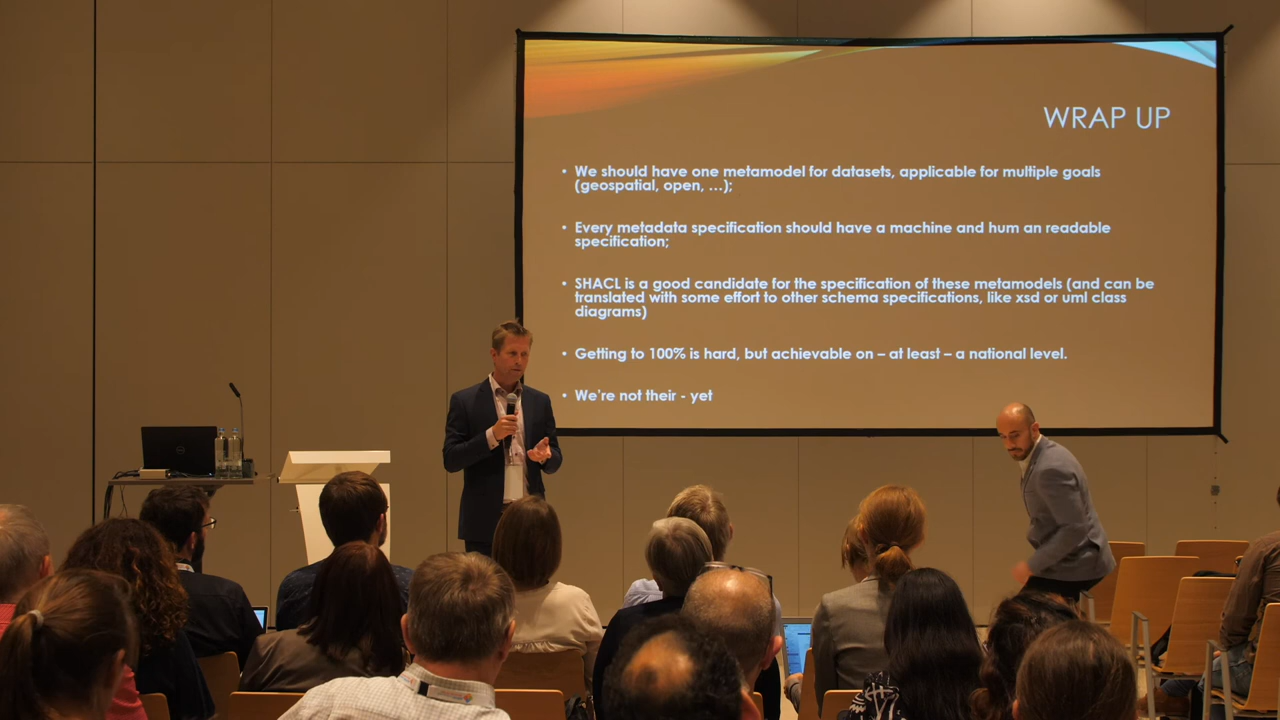 WRAP UP
• We should have one metamodel for datasets, applicable for multiple goals
(geospatial, open, ...);
• Every metadata specification should have a machine and hum an readable
specification;
• SHACL is a good candidate for the specification of these metamodels (and can be
translated with some effort to other schema specifications, like xsd or uml class
diagrams)
• Getting to 100% is hard, but achievable on – at least – a national level.
• We're not their - yet